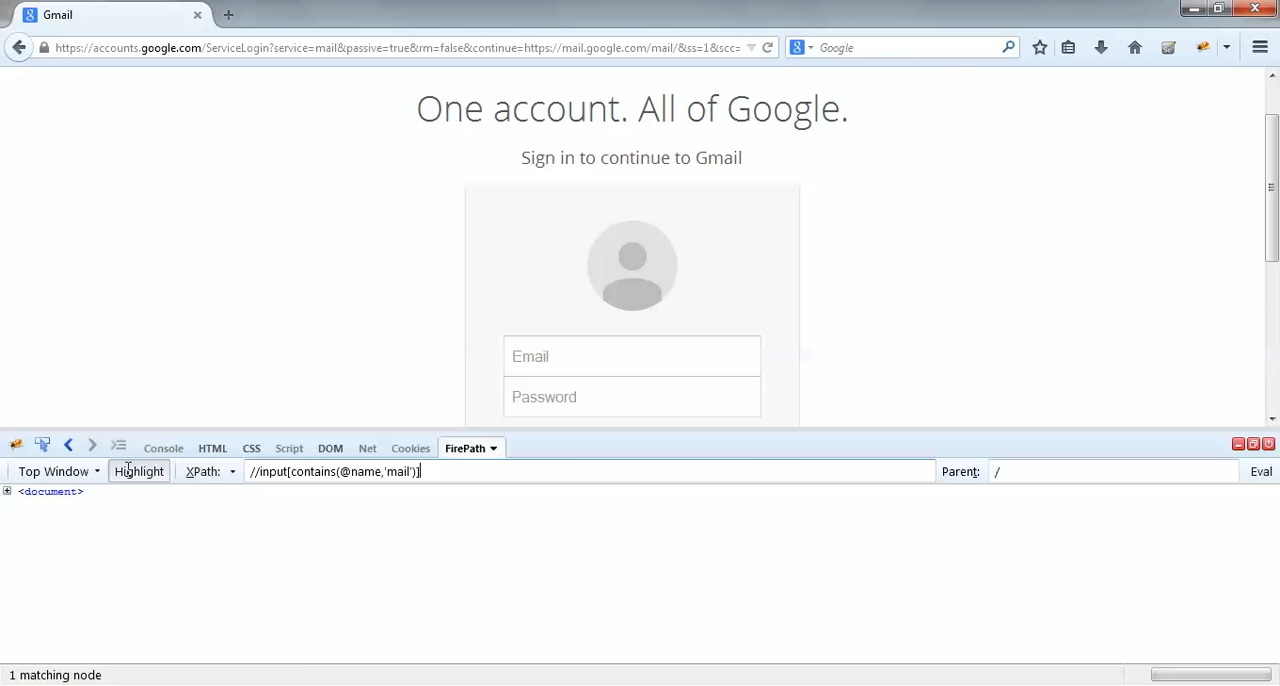 Gmail
https://accounts.google.com/ServiceLogin?service=mail&passive=true&rm=false&continue=https://mail.google.com/mail/&ss=1&scc=
Google
One account. All of Google.
Sign in to continue to Gmail
Email
Password
Console HTML CSS Script DOM Net Cookies FirePath
Top Window Highlight XPath: //input[contains(@name,'mail')] Parent: / Eval
<document>
1 matching node